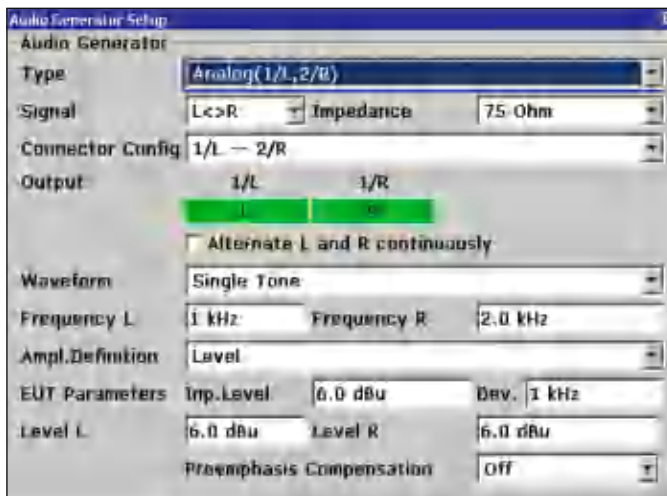 Audio Generator Setup
Audio Generator
Type Analog(1/L,2/R)
Signal L<>R Impedance 75 Ohm
Connector Config 1/L — 2/R
Output 1/L 1/R
L
Alternate L and R continuously
Waveform Single Tone
Frequency L 1 kHz Frequency R 2.0 kHz
Ampl.Definition Level
EUT Parameters Inp.Level 6.0 dBu Dev. 1 kHz
Level L 6.0 dBu Level R 6.0 dBu
Preemphasis Compensation Off